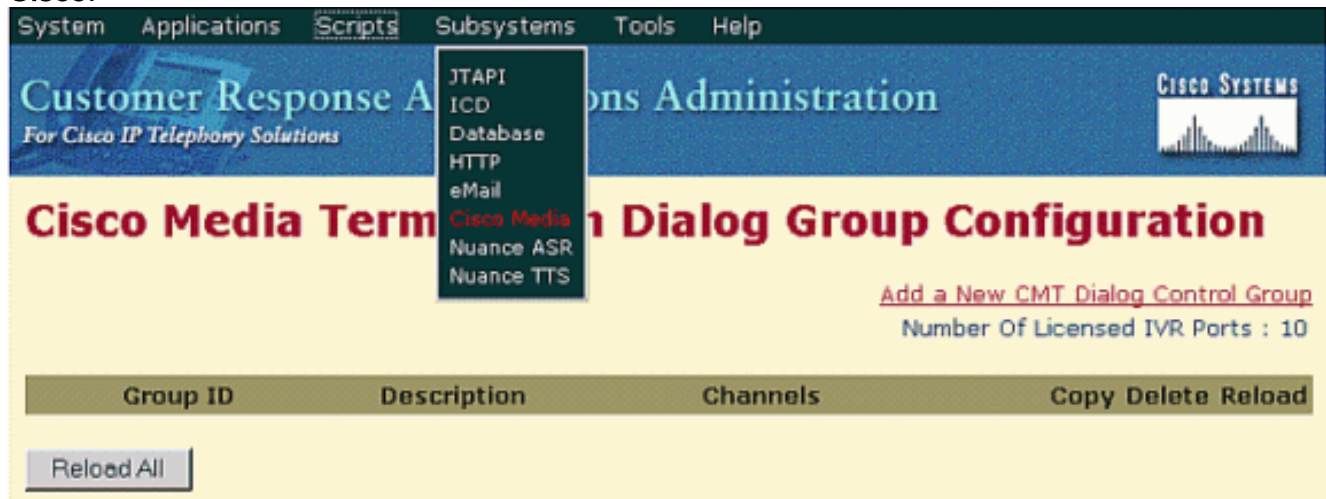 System Applications Scripts Subsystems Tools Help
JTAPI
ICD
Database
HTTP
eMail
Cisco Media
Nuance ASR
Nuance TTS
Customer Resp
onse A
ons Administration
For Cisco IP Telephony Solutions
CISCO SYSTEMS
Cisco Media Term
n Dialog Group Configuration
Add a New CMT Dialog Control Group
Number Of Licensed IVR Ports : 10
Group ID Description Channels Copy Delete Reload
Reload All